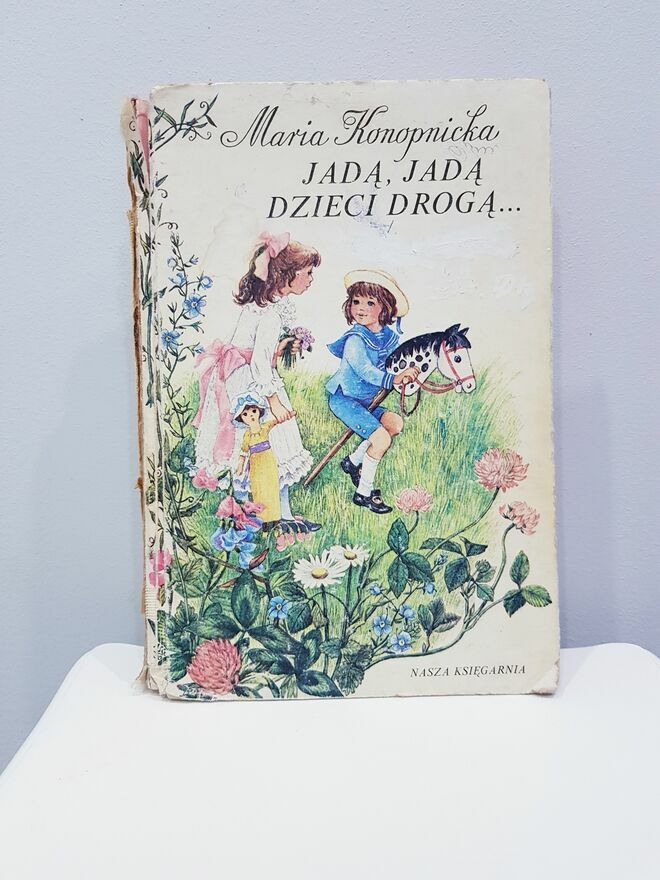 Maria Konopnicka
JADĄ, JADĄ
DZIECI DROGĄ...
NASZA KSIĘGARNIA